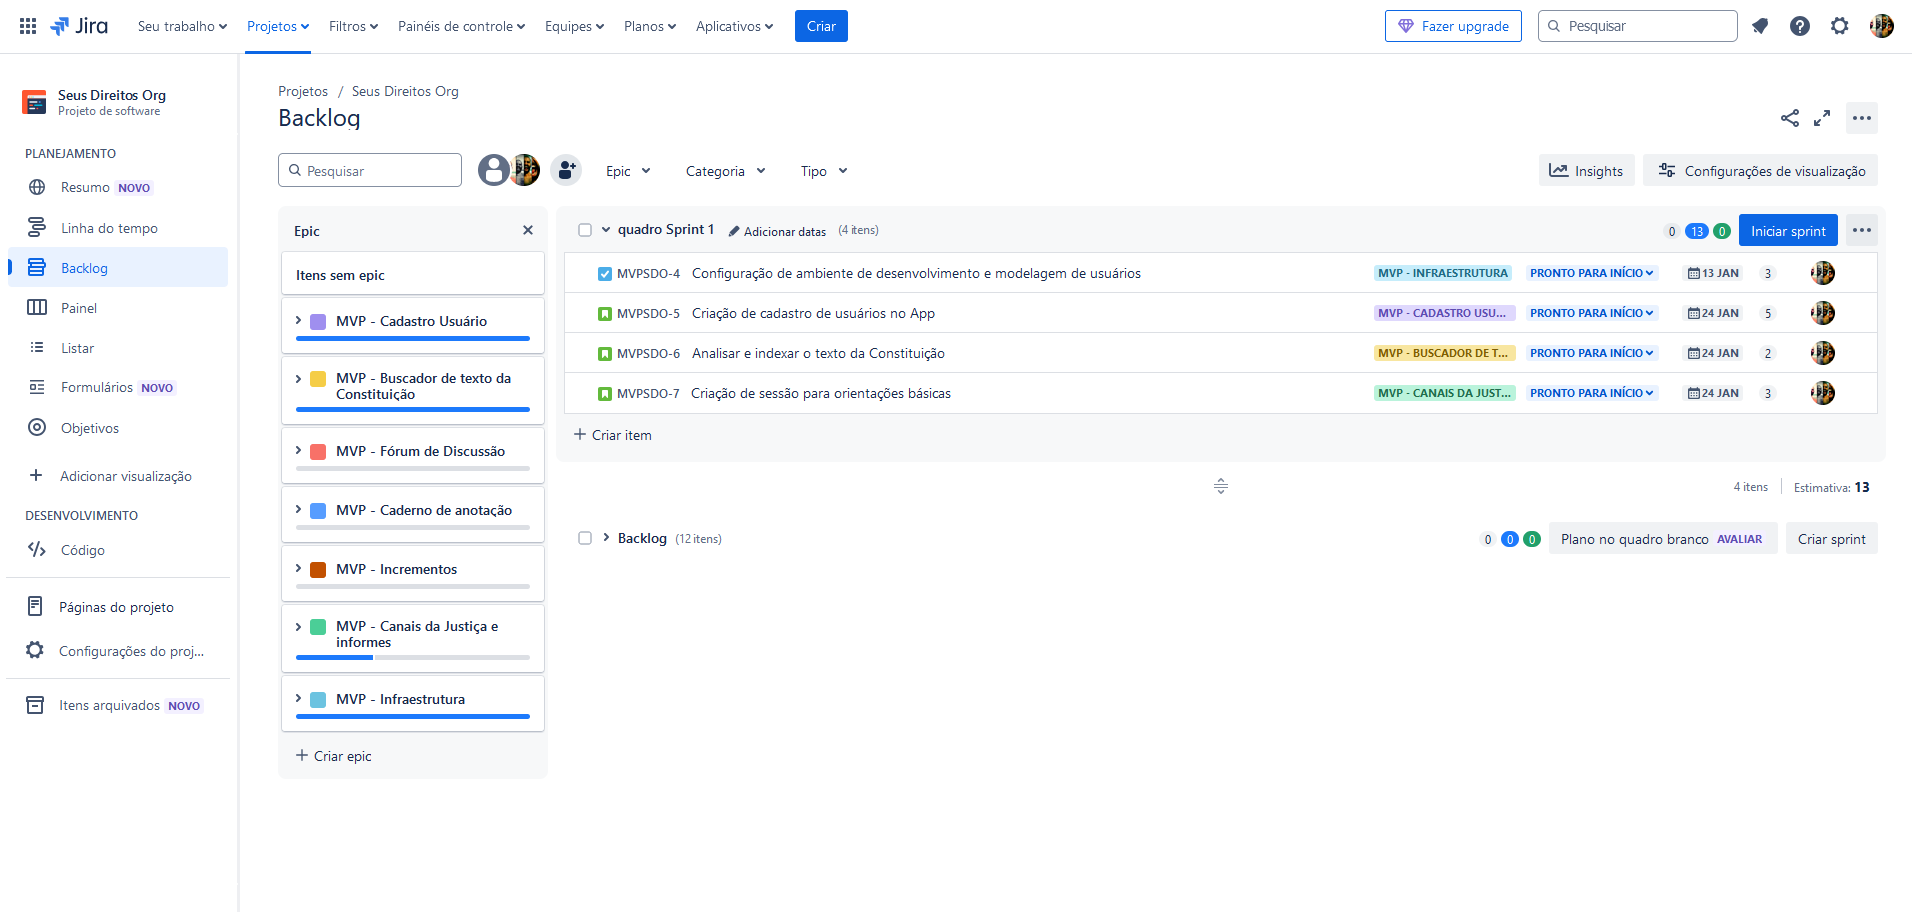 Jira Seu trabalho Projetos Filtros Painéis de controle Equipes Planos Aplicativos Criar Fazer upgrade Pesquisar
Seus Direitos Org
Projeto de software
PLANEJAMENTO
Resumo NOVO
Linha do tempo
Backlog
Painel
Listar
Formulários NOVO
Objetivos
Adicionar visualização
DESENVOLVIMENTO
Código
Páginas do projeto
Configurações do proj...
Itens arquivados NOVO
Projetos / Seus Direitos Org
Backlog
Pesquisar Epic Categoria Tipo Insights Configurações de visualização
Epic
Itens sem epic
MVP - Cadastro Usuário
MVP - Buscador de texto da
Constituição
MVP - Fórum de Discussão
MVP - Caderno de anotação
MVP - Incrementos
MVP - Canais da Justiça e
informes
MVP - Infraestrutura
Criar epic
quadro Sprint 1 Adicionar datas (4 itens) 0 13 0 Iniciar sprint
MVPSDO-4 Configuração de ambiente de desenvolvimento e modelagem de usuários MVP - INFRAESTRUTURA PRONTO PARA INÍCIO 13 JAN 3
MVPSDO-5 Criação de cadastro de usuários no App MVP - CADASTRO USU... PRONTO PARA INÍCIO 24 JAN 5
MVPSDO-6 Analisar e indexar o texto da Constituição MVP - BUSCADOR DE T... PRONTO PARA INÍCIO 24 JAN 2
MVPSDO-7 Criação de sessão para orientações básicas MVP - CANAIS DA JUST... PRONTO PARA INÍCIO 24 JAN 3
Criar item
4 itens Estimativa: 13
Backlog (12 itens) 0 0 0 Plano no quadro branco AVALIAR Criar sprint